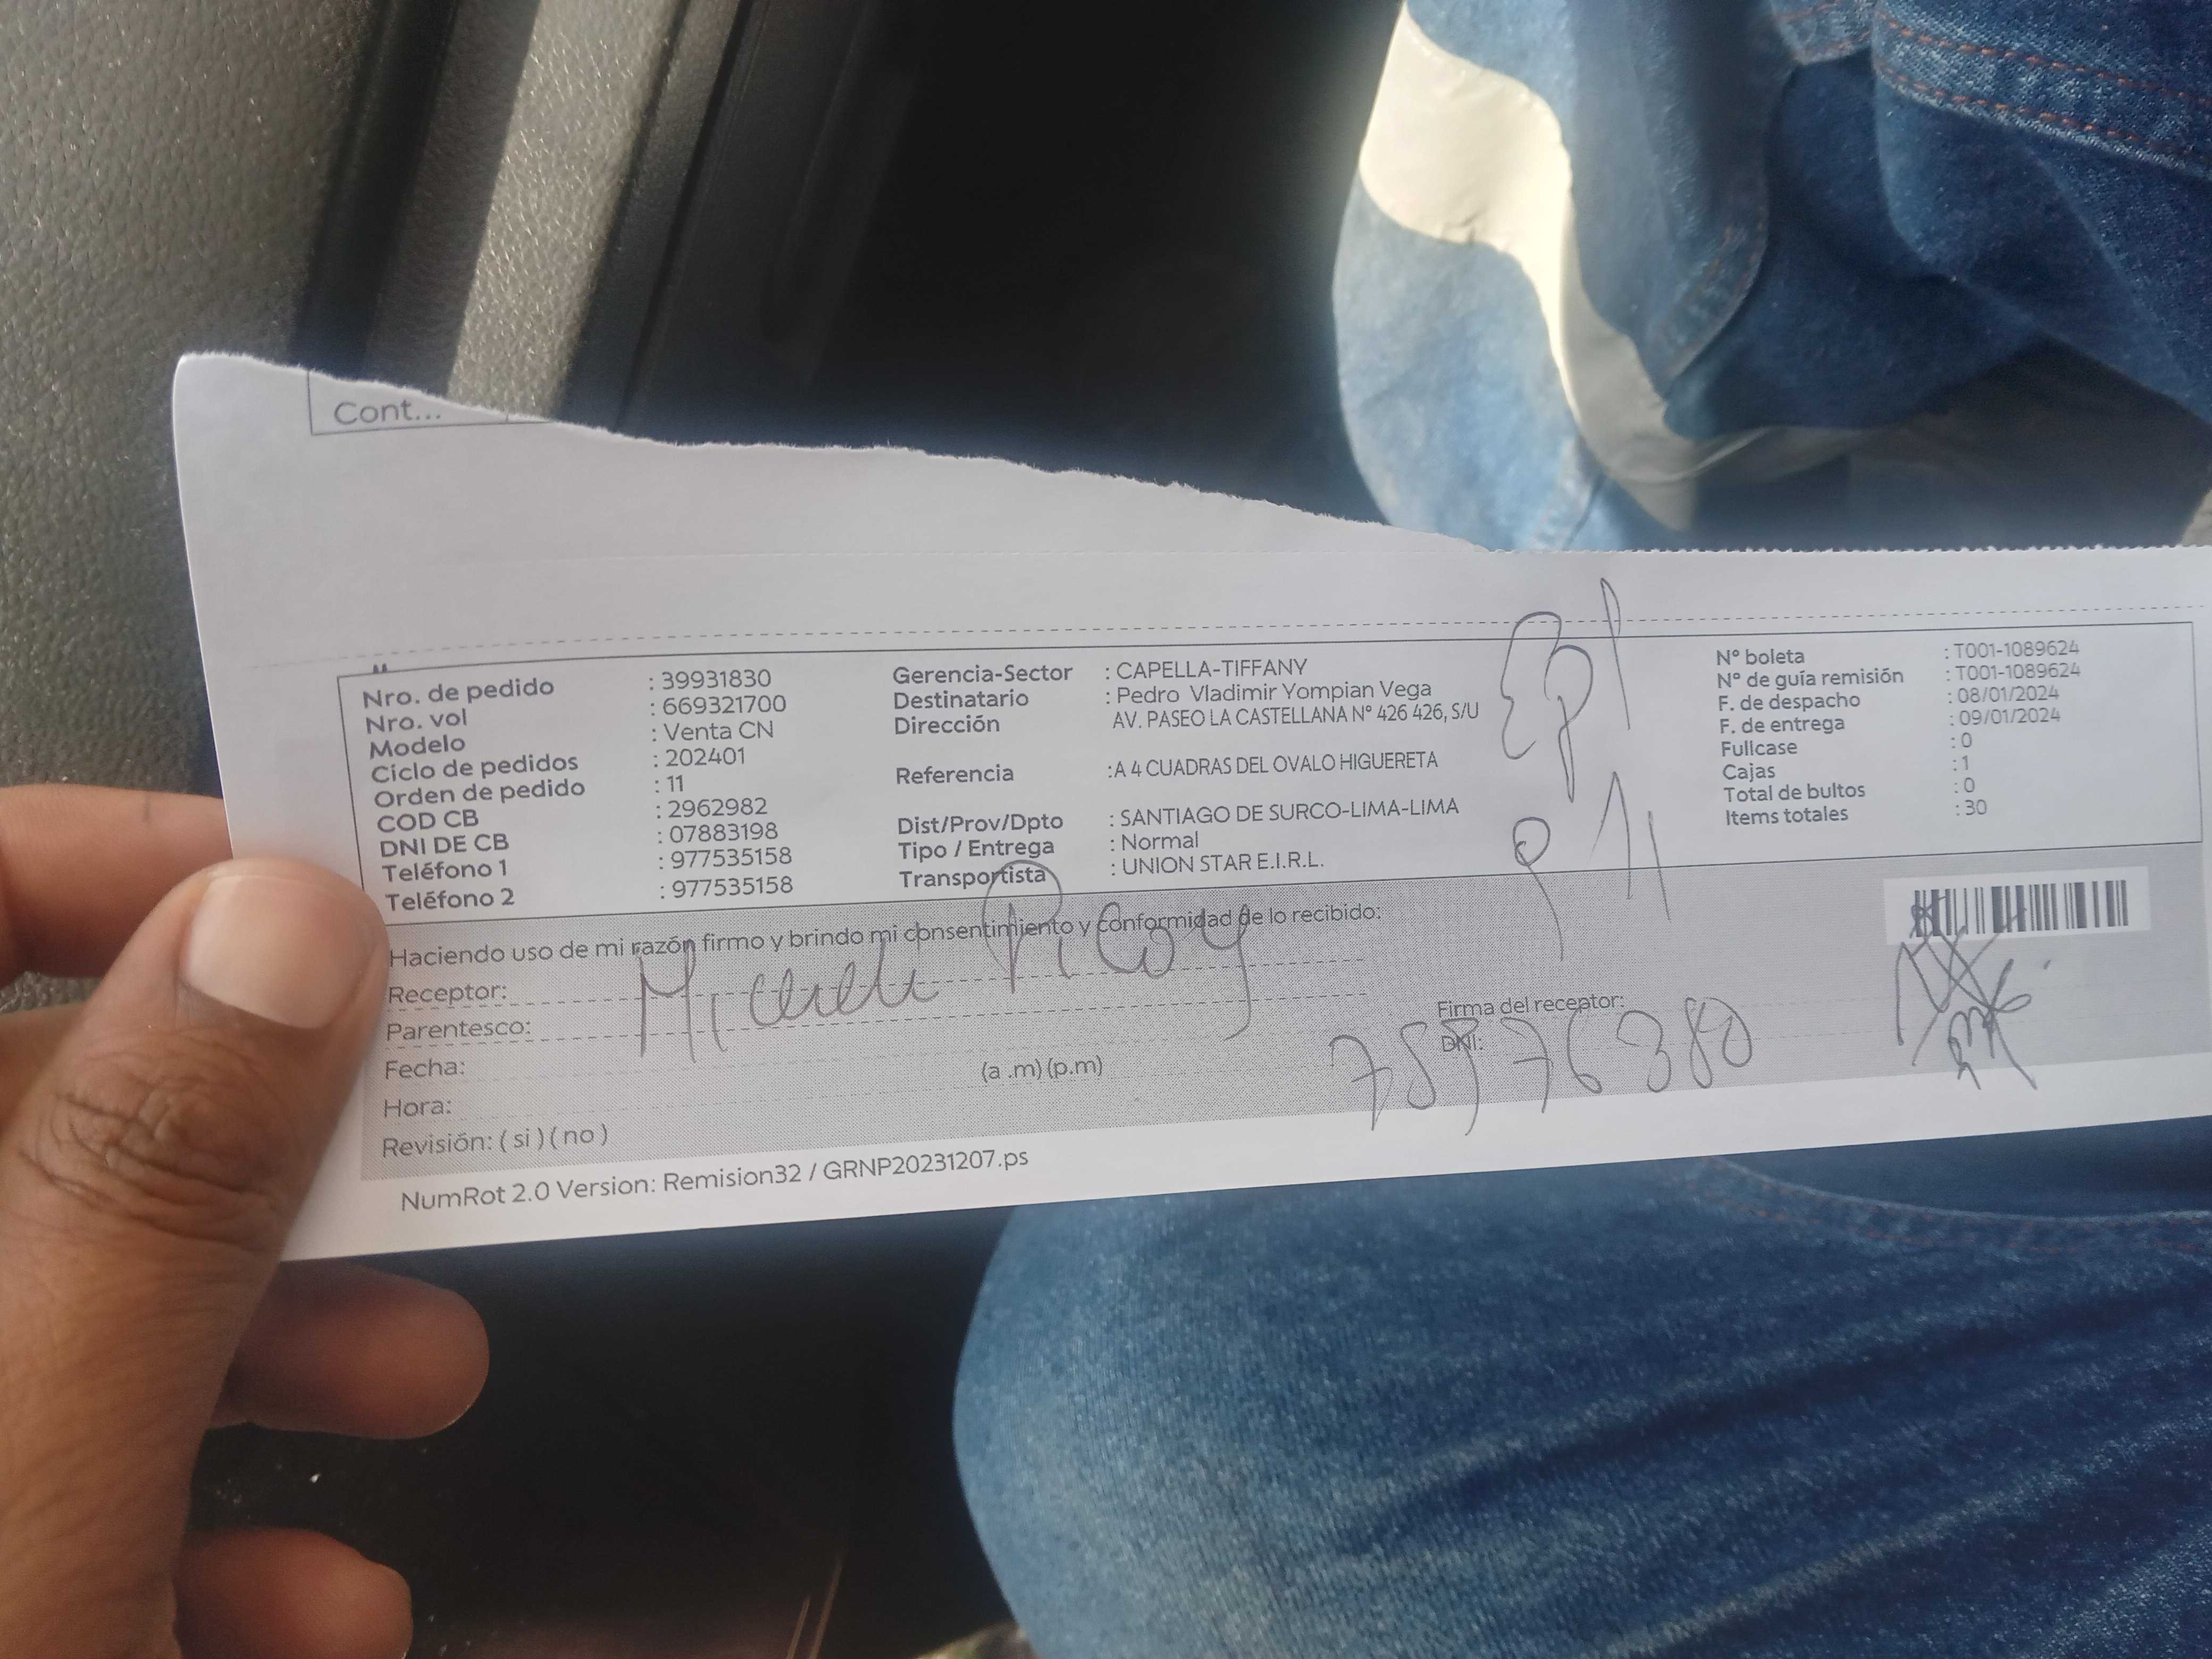 Cont...
Nro. de pedido : 39931830
Nro. vol : 669321700
Modelo : Venta CN
Ciclo de pedidos : 202401
Orden de pedido : 11
COD CB : 2962982
DNI DE CB : 07883198
Teléfono 1 : 977535158
Teléfono 2 : 977535158
Gerencia-Sector : CAPELLA-TIFFANY
Destinatario : Pedro Vladimir Yompian Vega
Dirección AV. PASEO LA CASTELLANA Nº 426 426, S/U
Referencia :A 4 CUADRAS DEL OVALO HIGUERETA
Dist/Prov/Dpto : SANTIAGO DE SURCO-LIMA-LIMA
Tipo / Entrega : Normal
Transportista : UNION STAR E.I.R.L.
Nº boleta : T001-1089624
Nº de guía remisión : T001-1089624
F. de despacho : 08/01/2024
F. de entrega : 09/01/2024
Fullcase : 0
Cajas : 1
Total de bultos : 0
Items totales : 30
Haciendo uso de mi razón firmo y brindo mi consentimiento y conformidad de lo recibido:
Receptor:
Parentesco:
Fecha:
Hora: (a .m) (p.m)
Revisión: ( si ) ( no )
Firma del receptor:
DNI:
NumRot 2.0 Version: Remision32 / GRNP20231207.ps